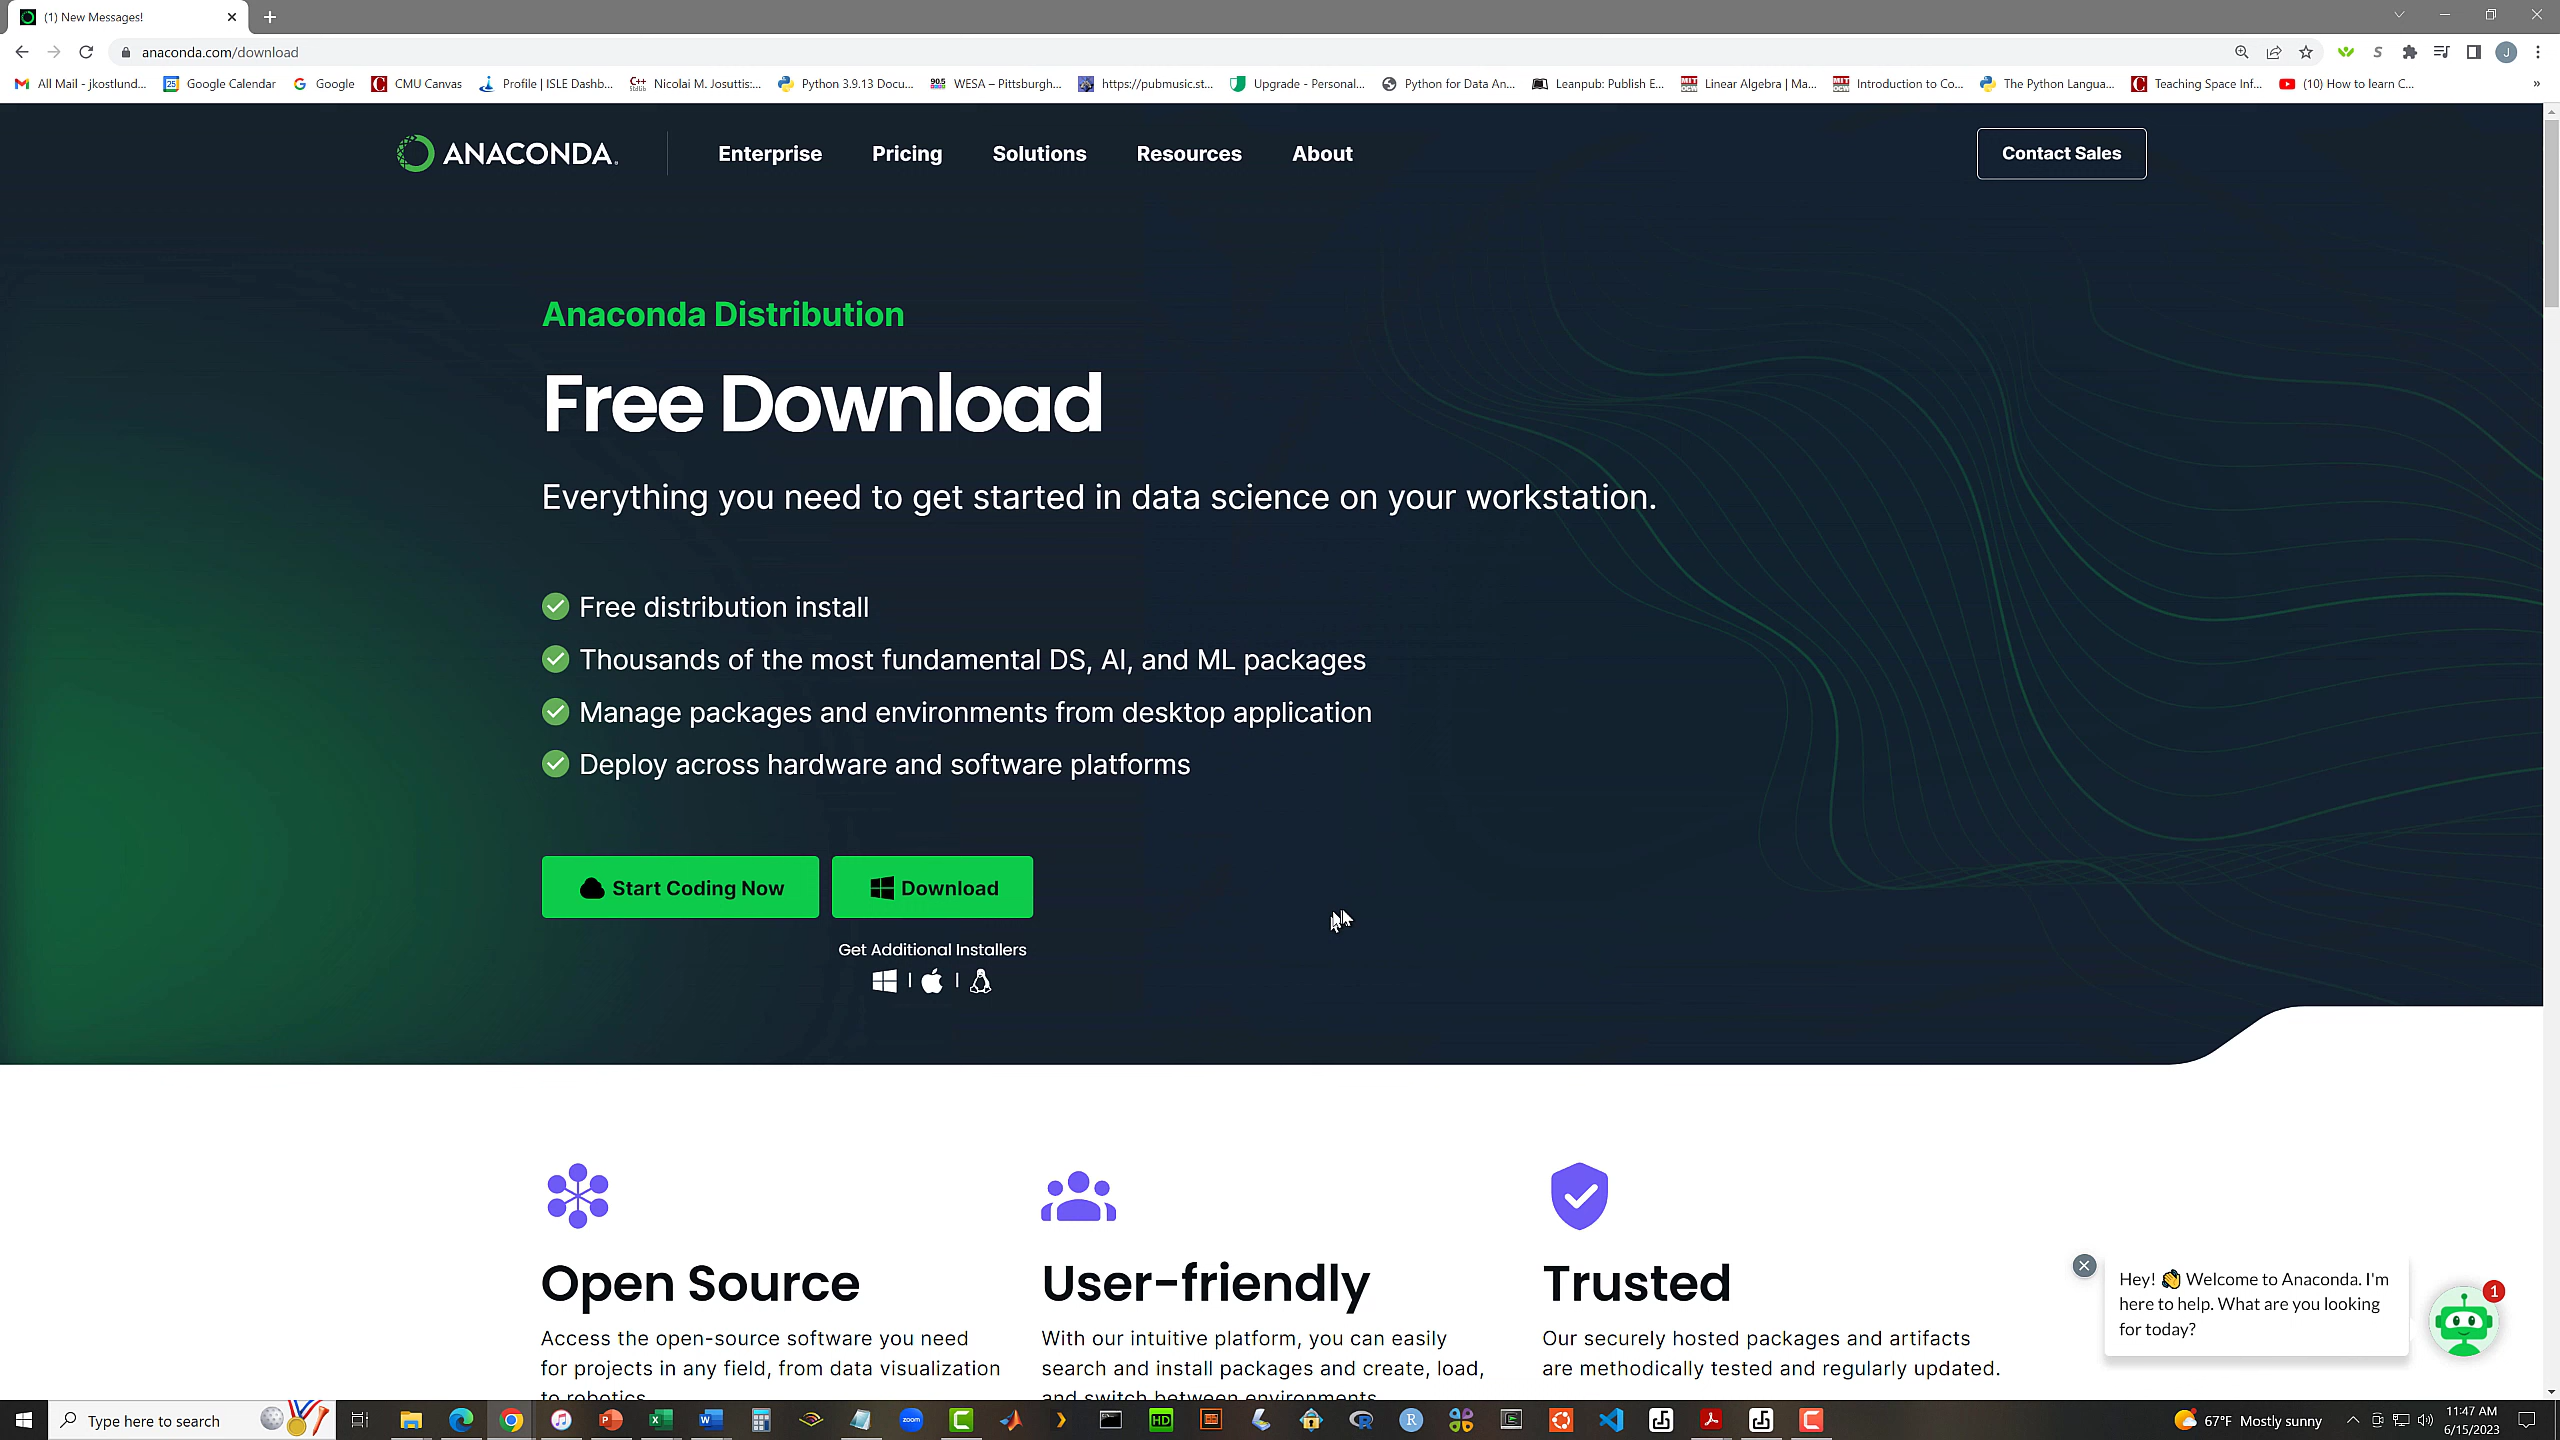 (1) New Messages!
anaconda.com/download
All Mail - jkostlund...
Google Calendar
Google
CMU Canvas
Profile | ISLE Dashb...
Nicolai M. Josuttis:...
Python 3.9.13 Docu...
WESA – Pittsburgh...
https://pubmusic.st...
Upgrade - Personal...
Python for Data An...
Leanpub: Publish E...
Linear Algebra | Ma...
Introduction to Co...
The Python Langua...
Teaching Space Inf...
(10) How to learn C...
»
ANACONDA.
Enterprise
Pricing
Solutions
Resources
About
Contact Sales
Anaconda Distribution
Free Download
Everything you need to get started in data science on your workstation.
Free distribution install
Thousands of the most fundamental DS, AI, and ML packages
Manage packages and environments from desktop application
Deploy across hardware and software platforms
Start Coding Now
Download
Get Additional Installers
Open Source
Access the open-source software you need
for projects in any field, from data visualization
to robotics
User-friendly
With our intuitive platform, you can easily
search and install packages and create, load,
and switch between environments
Trusted
Our securely hosted packages and artifacts
are methodically tested and regularly updated.
Hey! 👋 Welcome to Anaconda. I'm
here to help. What are you looking
for today?
1
Type here to search
67°F Mostly sunny
11:47 AM
6/15/2023